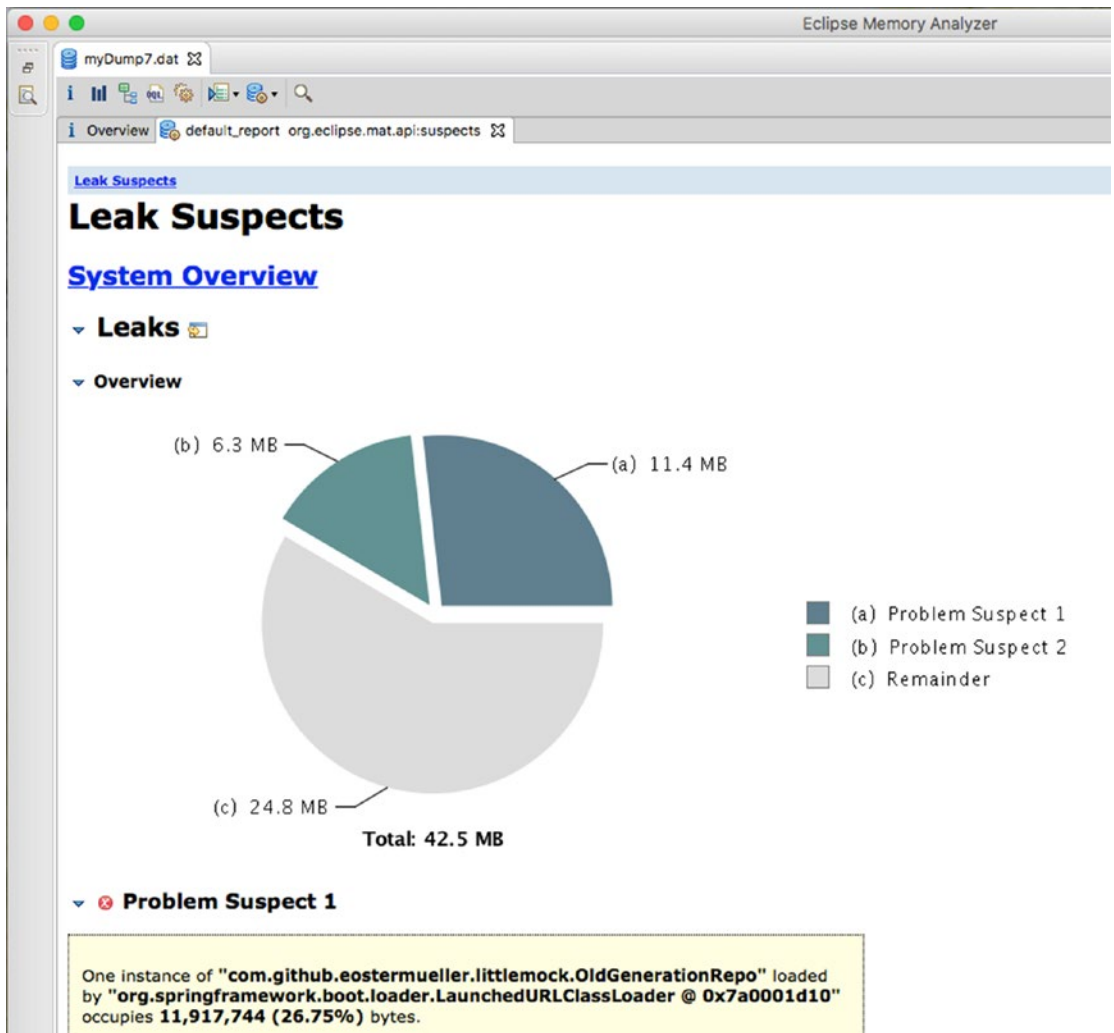 Eclipse Memory Analyzer
myDump7.dat
i OQL
i Overview default_report org.eclipse.mat.api:suspects
Leak Suspects
Leak Suspects
System Overview
Leaks
Overview
(b) 6.3 MB
(a) 11.4 MB
(a) Problem Suspect 1
(b) Problem Suspect 2
(c) Remainder
(c) 24.8 MB
Total: 42.5 MB
Problem Suspect 1
One instance of "com.github.eostermueller.littlemock.OldGenerationRepo" loaded
by "org.springframework.boot.loader.LaunchedURLClassLoader @ 0x7a0001d10"
occupies 11,917,744 (26.75%) bytes.